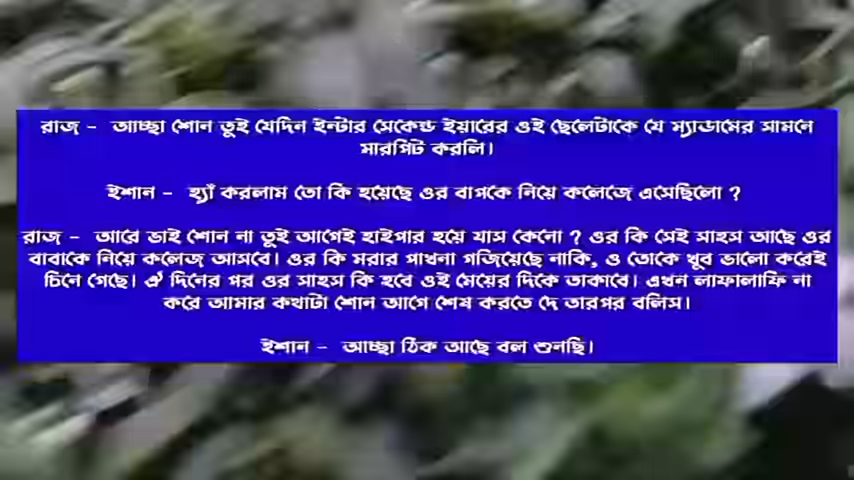 রাজ - আচ্ছা শোন তুই যেদিন ইন্টার সেকেন্ড ইয়ারের ওই ছেলেটাকে যে ম্যাডামের সামনে
মারপিট করলি।
ইশান - হ্যাঁ করলাম তো কি হয়েছে ওর বাপকে নিয়ে কলেজে এসেছিলো ?
রাজ - আরে ভাই শোন না তুই আগেই হাইপার হয়ে যাস কেনো ? ওর কি সেই সাহস আছে ওর
বাবাকে নিয়ে কলেজ আসবে। ওর কি মরার পাখনা গজিয়েছে নাকি, ও তোকে খুব ভালো করেই
চিনে গেছে। ঐ দিনের পর ওর সাহস কি হবে ওই মেয়ের দিকে তাকাবে। এখন লাফালাফি না
করে আমার কথাটা শোন আগে শেষ করতে দে তারপর বলিস।
ইশান - আচ্ছা ঠিক আছে বল শুনছি।